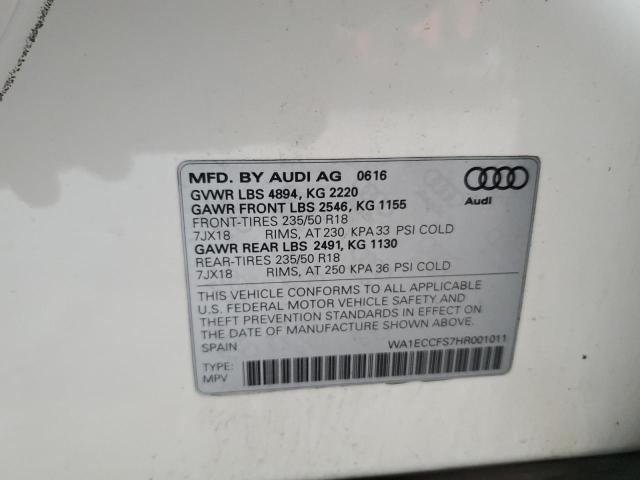 MFD. BY AUDI AG 0616
GVWR LBS 4894, KG 2220
GAWR FRONT LBS 2546, KG 1155
FRONT-TIRES 235/50 R18
7JX18 RIMS, AT 230 KPA 33 PSI COLD
GAWR REAR LBS 2491, KG 1130
REAR-TIRES 235/50 R18
7JX18 RIMS, AT 250 KPA 36 PSI COLD
Audi
THIS VEHICLE CONFORMS TO ALL APPLICABLE
U.S. FEDERAL MOTOR VEHICLE SAFETY AND
THEFT PREVENTION STANDARDS IN EFFECT ON
THE DATE OF MANUFACTURE SHOWN ABOVE.
SPAIN WA1ECCFS7HR001011
TYPE:
MPV